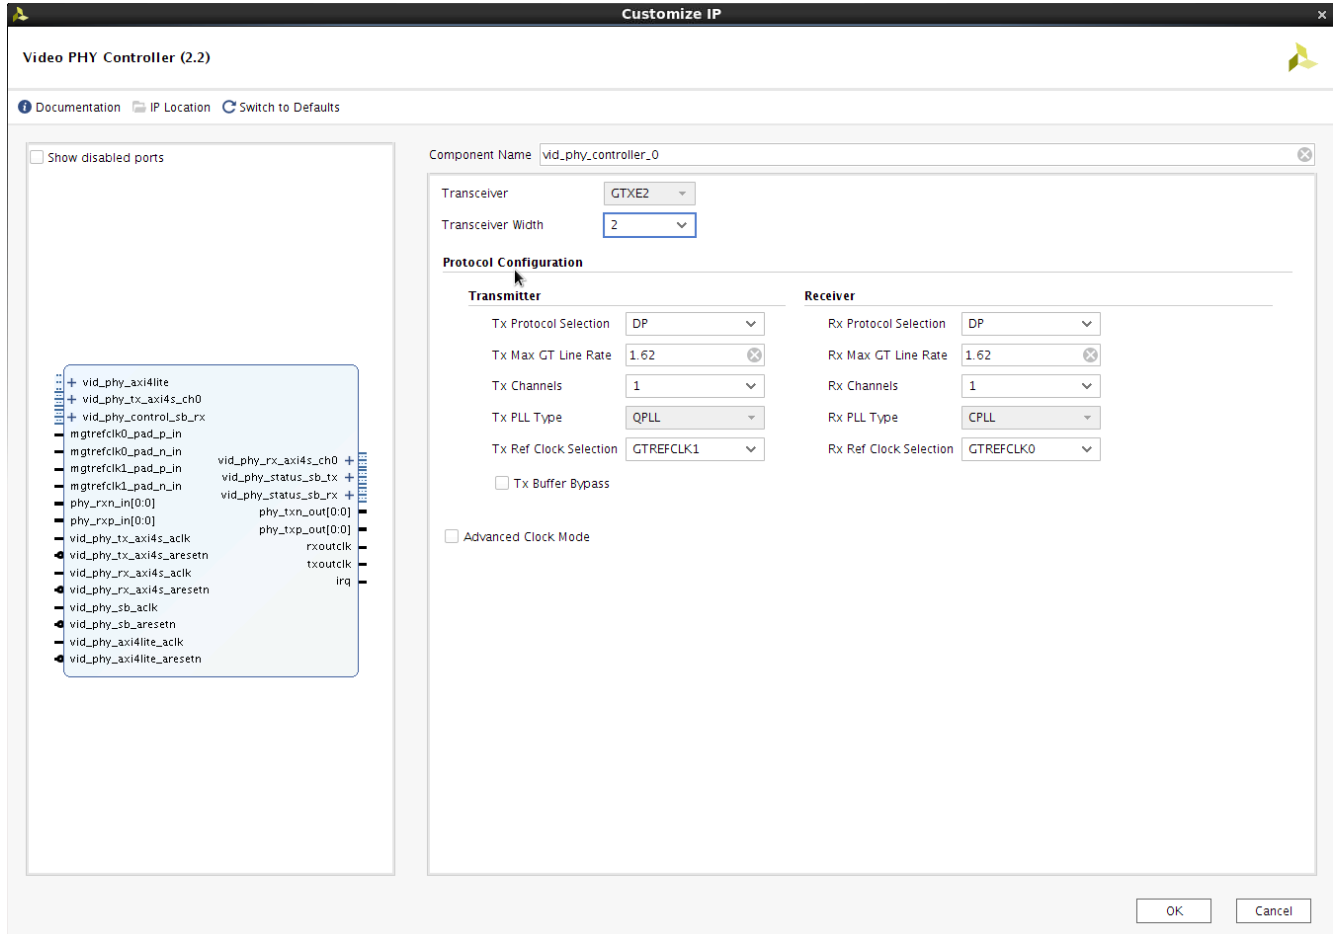 Customize IP
Video PHY Controller (2.2)
Documentation IP Location Switch to Defaults
Show disabled ports
vid_phy_axi4lite
vid_phy_tx_axi4s_ch0
vid_phy_control_sb_rx
mgtrefclk0_pad_p_in
mgtrefclk0_pad_n_in
mgtrefclk1_pad_p_in
mgtrefclk1_pad_n_in
phy_rxn_in[0:0]
phy_rxp_in[0:0]
vid_phy_tx_axi4s_aclk
vid_phy_tx_axi4s_aresetn
vid_phy_rx_axi4s_aclk
vid_phy_rx_axi4s_aresetn
vid_phy_sb_aclk
vid_phy_sb_aresetn
vid_phy_axi4lite_aclk
vid_phy_axi4lite_aresetn
vid_phy_rx_axi4s_ch0
vid_phy_status_sb_tx
vid_phy_status_sb_rx
phy_txn_out[0:0]
phy_txp_out[0:0]
rxoutclk
txoutclk
irq
Component Name vid_phy_controller_0
Transceiver GTXE2
Transceiver Width 2
Protocol Configuration
Transmitter
Tx Protocol Selection DP
Tx Max GT Line Rate 1.62
Tx Channels 1
Tx PLL Type QPLL
Tx Ref Clock Selection GTREFCLK1
Tx Buffer Bypass
Receiver
Rx Protocol Selection DP
Rx Max GT Line Rate 1.62
Rx Channels 1
Rx PLL Type CPLL
Rx Ref Clock Selection GTREFCLK0
Advanced Clock Mode
OK Cancel